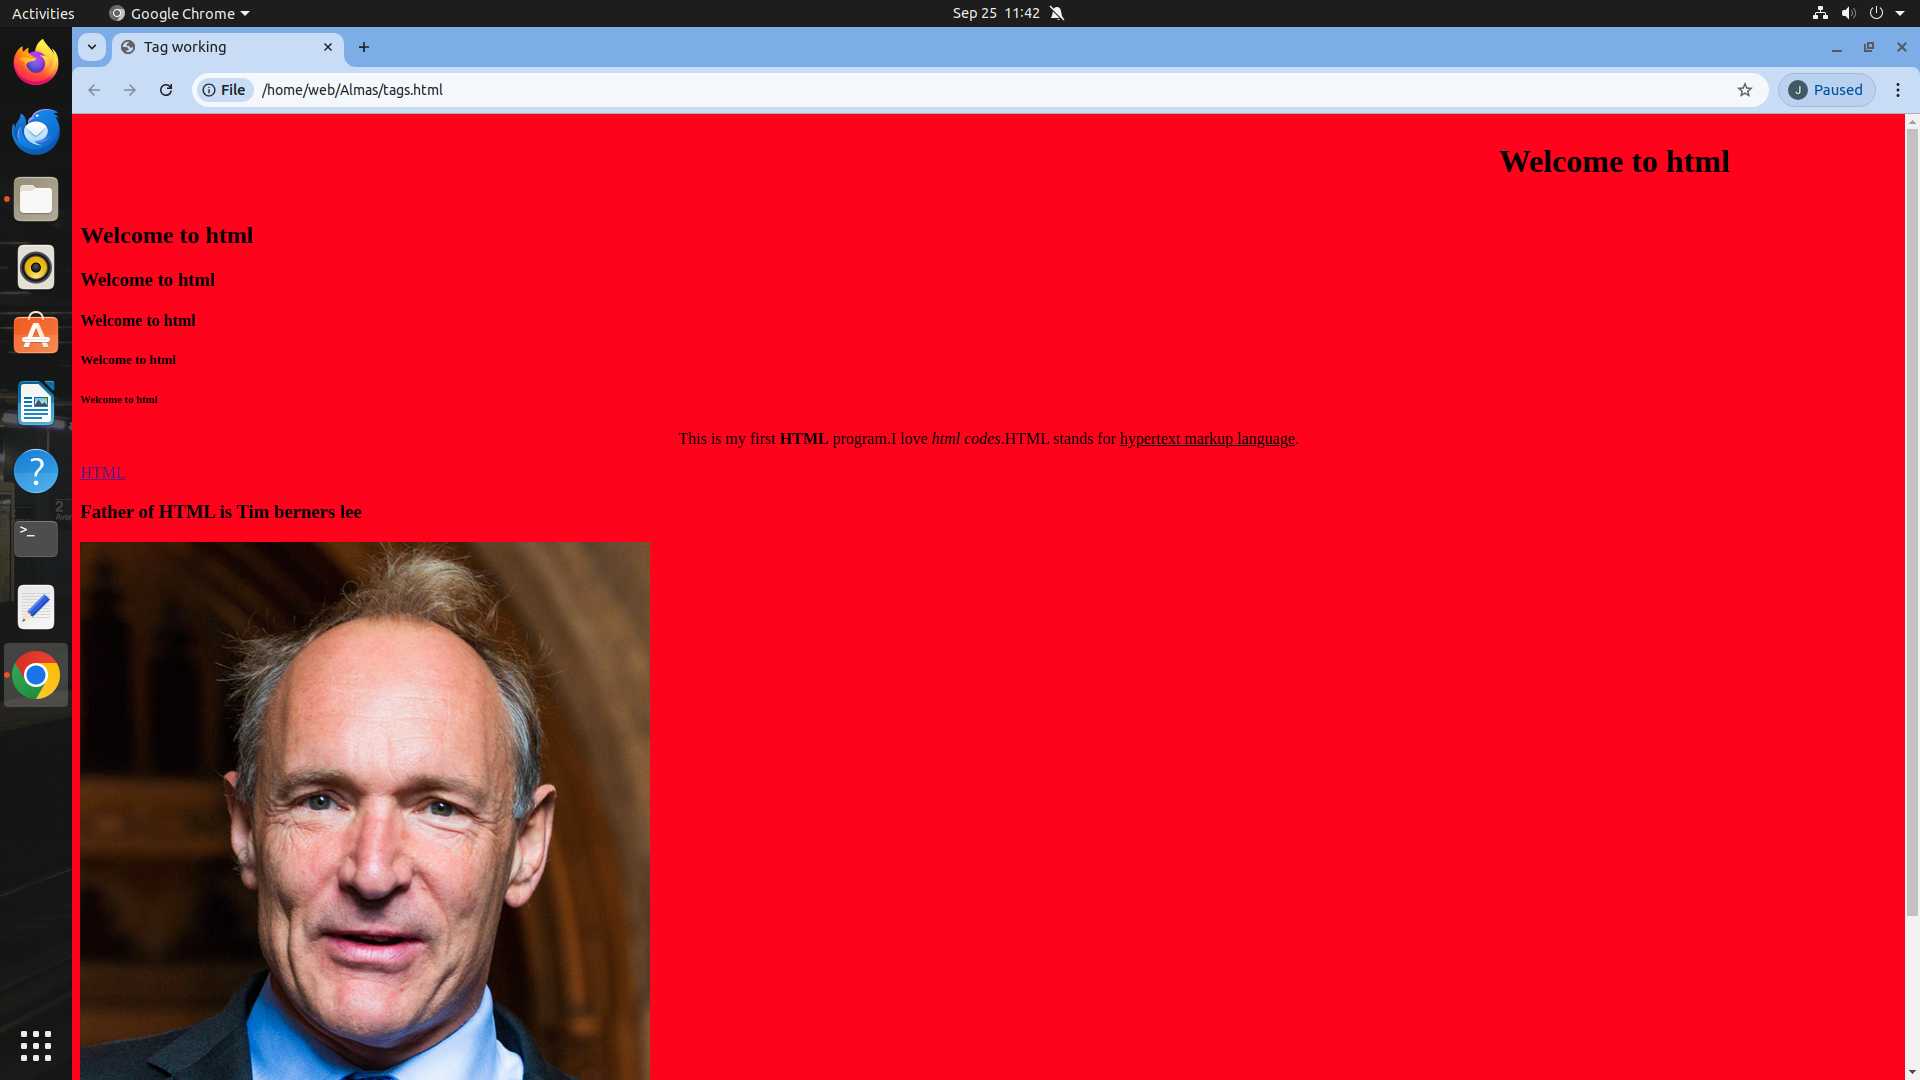 Activities
Google Chrome
Sep 25 11:42
Tag working
File
/home/web/Almas/tags.html
J
Paused
Welcome to html
Welcome to html
Welcome to html
Welcome to html
Welcome to html
Welcome to html
This is my first HTML program.I love html codes.HTML stands for hypertext markup language.
HTML
Father of HTML is Tim berners lee